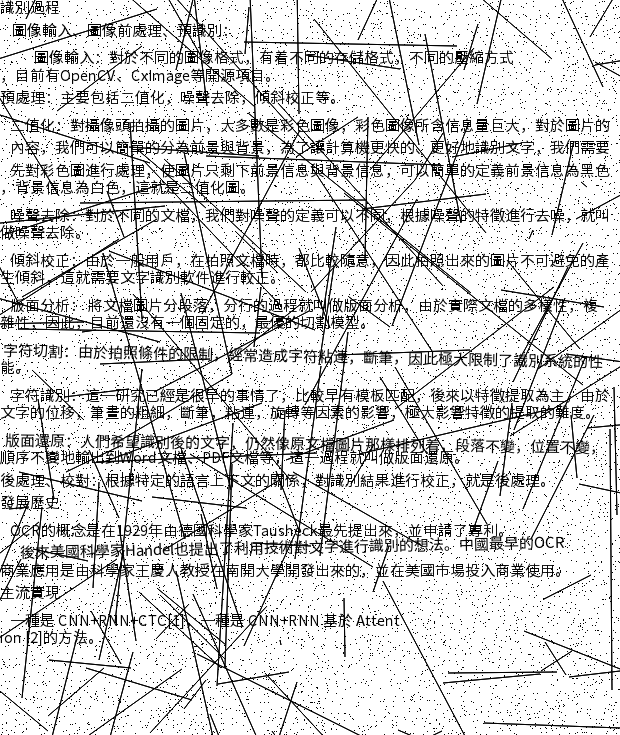 識別過程
圖像輸入、圖像前處理、預識別:
圖像輸入：對於不同的圖像格式，有着不同的存儲格式，不同的壓縮方式
，目前有OpenCV、CxImage等開源項目。
預處理：主要包括二值化，噪聲去除，傾斜校正等。
二值化：對攝像頭拍攝的圖片，大多數是彩色圖像，彩色圖像所含信息量巨大，對於圖片的
內容，我們可以簡單的分為前景與背景，為了讓計算機更快的、更好地識別文字，我們需要
先對彩色圖進行處理，使圖片只剩下前景信息與背景信息，可以簡單的定義前景信息為黑色
，背景信息為白色，這就是二值化圖。
噪聲去除：對於不同的文檔，我們對噪聲的定義可以不同，根據噪聲的特徵進行去噪，就叫
做噪聲去除。
傾斜校正：由於一般用戶，在拍照文檔時，都比較隨意，因此拍照出來的圖片不可避免的產
生傾斜，這就需要文字識別軟件進行較正。
版面分析：將文檔圖片分段落，分行的過程就叫做版面分析，由於實際文檔的多樣性，複
雜性，因此，目前還沒有一個固定的，最優的切割模型。
字符切割：由於拍照條件的限制，經常造成字符粘連，斷筆，因此極大限制了識別系統的性
能。
字符識別：這一研究已經是很早的事情了，比較早有模板匹配，後來以特徵提取為主，由於
文字的位移，筆畫的粗細，斷筆，粘連，旋轉等因素的影響，極大影響特徵的提取的難度。
版面還原：人們希望識別後的文字，仍然像原文檔圖片那樣排列着，段落不變，位置不變，
順序不變地輸出到Word文檔、PDF文檔等，這一過程就叫做版面還原。
後處理、校對：根據特定的語言上下文的關係，對識別結果進行校正，就是後處理。
發展歷史
OCR的概念是在1929年由德國科學家Tausheck最先提出來，並申請了專利。
後來美國科學家Handel也提出了利用技術對文字進行識別的想法。中國最早的OCR
商業應用是由科學家王慶人教授在南開大學開發出來的，並在美國市場投入商業使用。
主流實現
一種是 CNN+RNN+CTC[1]、一種是 CNN+RNN 基於 Attent
ion [2]的方法。